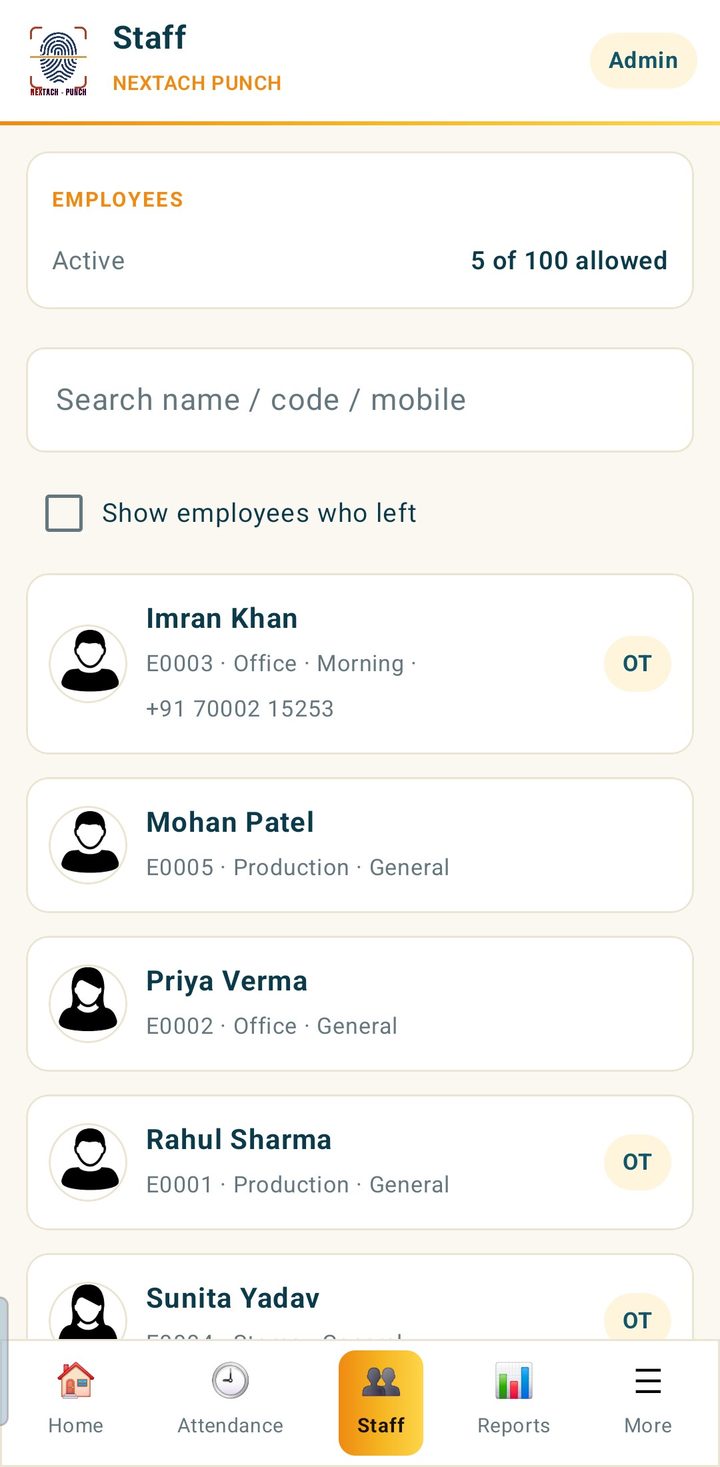 Staff
NEXTACH PUNCH
NEXTACH - PUNCH
Admin
EMPLOYEES
Active 5 of 100 allowed
Search name / code / mobile
Show employees who left
Imran Khan
E0003 · Office · Morning ·
+91 70002 15253
OT
Mohan Patel
E0005 · Production · General
Priya Verma
E0002 · Office · General
Rahul Sharma
E0001 · Production · General
OT
Sunita Yadav
OT
Home Attendance Staff Reports More